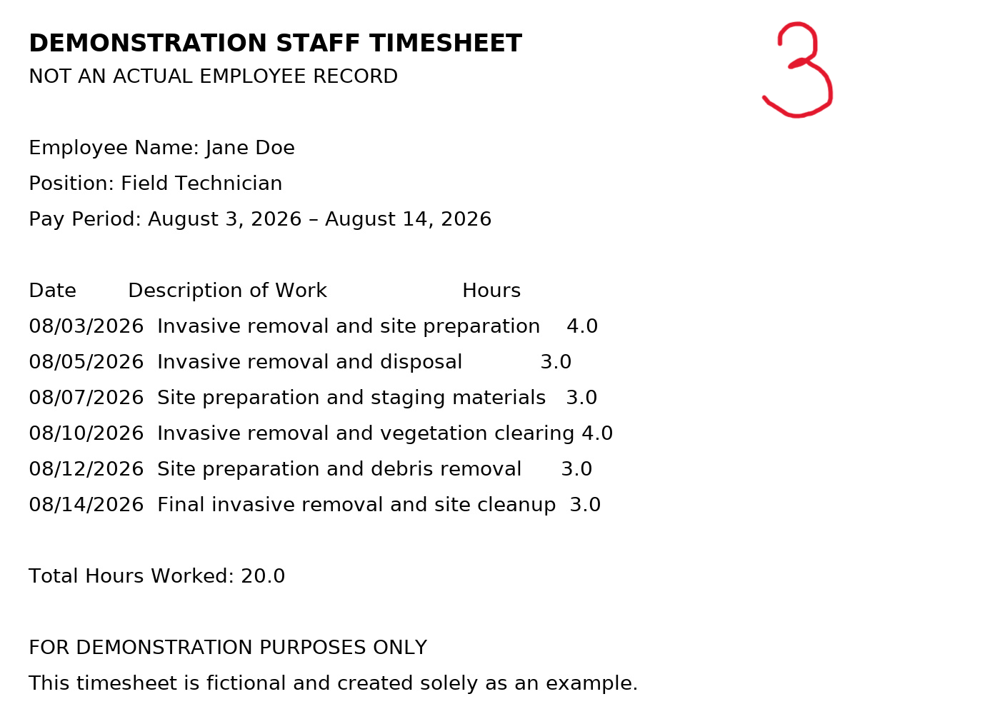 DEMONSTRATION STAFF TIMESHEET
3
NOT AN ACTUAL EMPLOYEE RECORD
Employee Name: Jane Doe
Position: Field Technician
Pay Period: August 3, 2026 – August 14, 2026
Date Description of Work Hours
08/03/2026 Invasive removal and site preparation 4.0
08/05/2026 Invasive removal and disposal 3.0
08/07/2026 Site preparation and staging materials 3.0
08/10/2026 Invasive removal and vegetation clearing 4.0
08/12/2026 Site preparation and debris removal 3.0
08/14/2026 Final invasive removal and site cleanup 3.0
Total Hours Worked: 20.0
FOR DEMONSTRATION PURPOSES ONLY
This timesheet is fictional and created solely as an example.